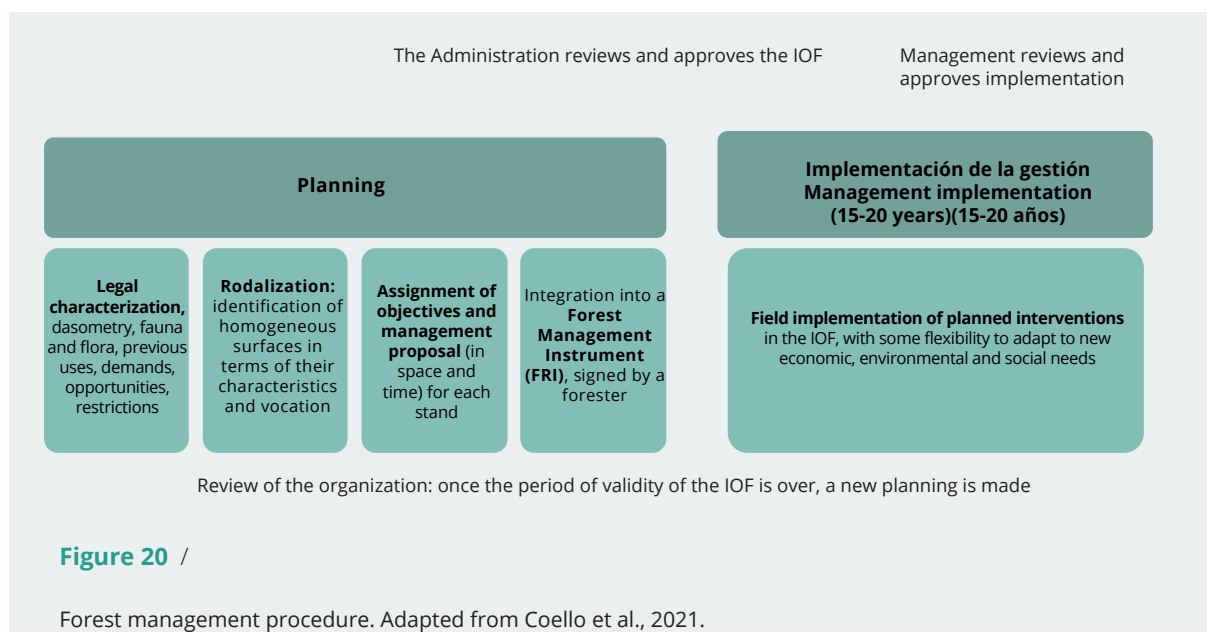 The Administration reviews and approves the IOF
Management reviews and
approves implementation
Planning
Implementación de la gestión
Management implementation
(15-20 years)(15-20 años)
Legal
characterization,
dasometry, fauna
and flora, previous
uses, demands,
opportunities,
restrictions
Rodalization:
identification of
homogeneous
surfaces in
terms of their
characteristics
and vocation
Assignment of
objectives and
management
proposal (in
space and
time) for each
stand
Integration into a
Forest
Management
Instrument
(FRI), signed by a
forester
Field implementation of planned interventions
in the IOF, with some flexibility to adapt to new
economic, environmental and social needs
Review of the organization: once the period of validity of the IOF is over, a new planning is made
Figure 20 /
Forest management procedure. Adapted from Coello et al., 2021.